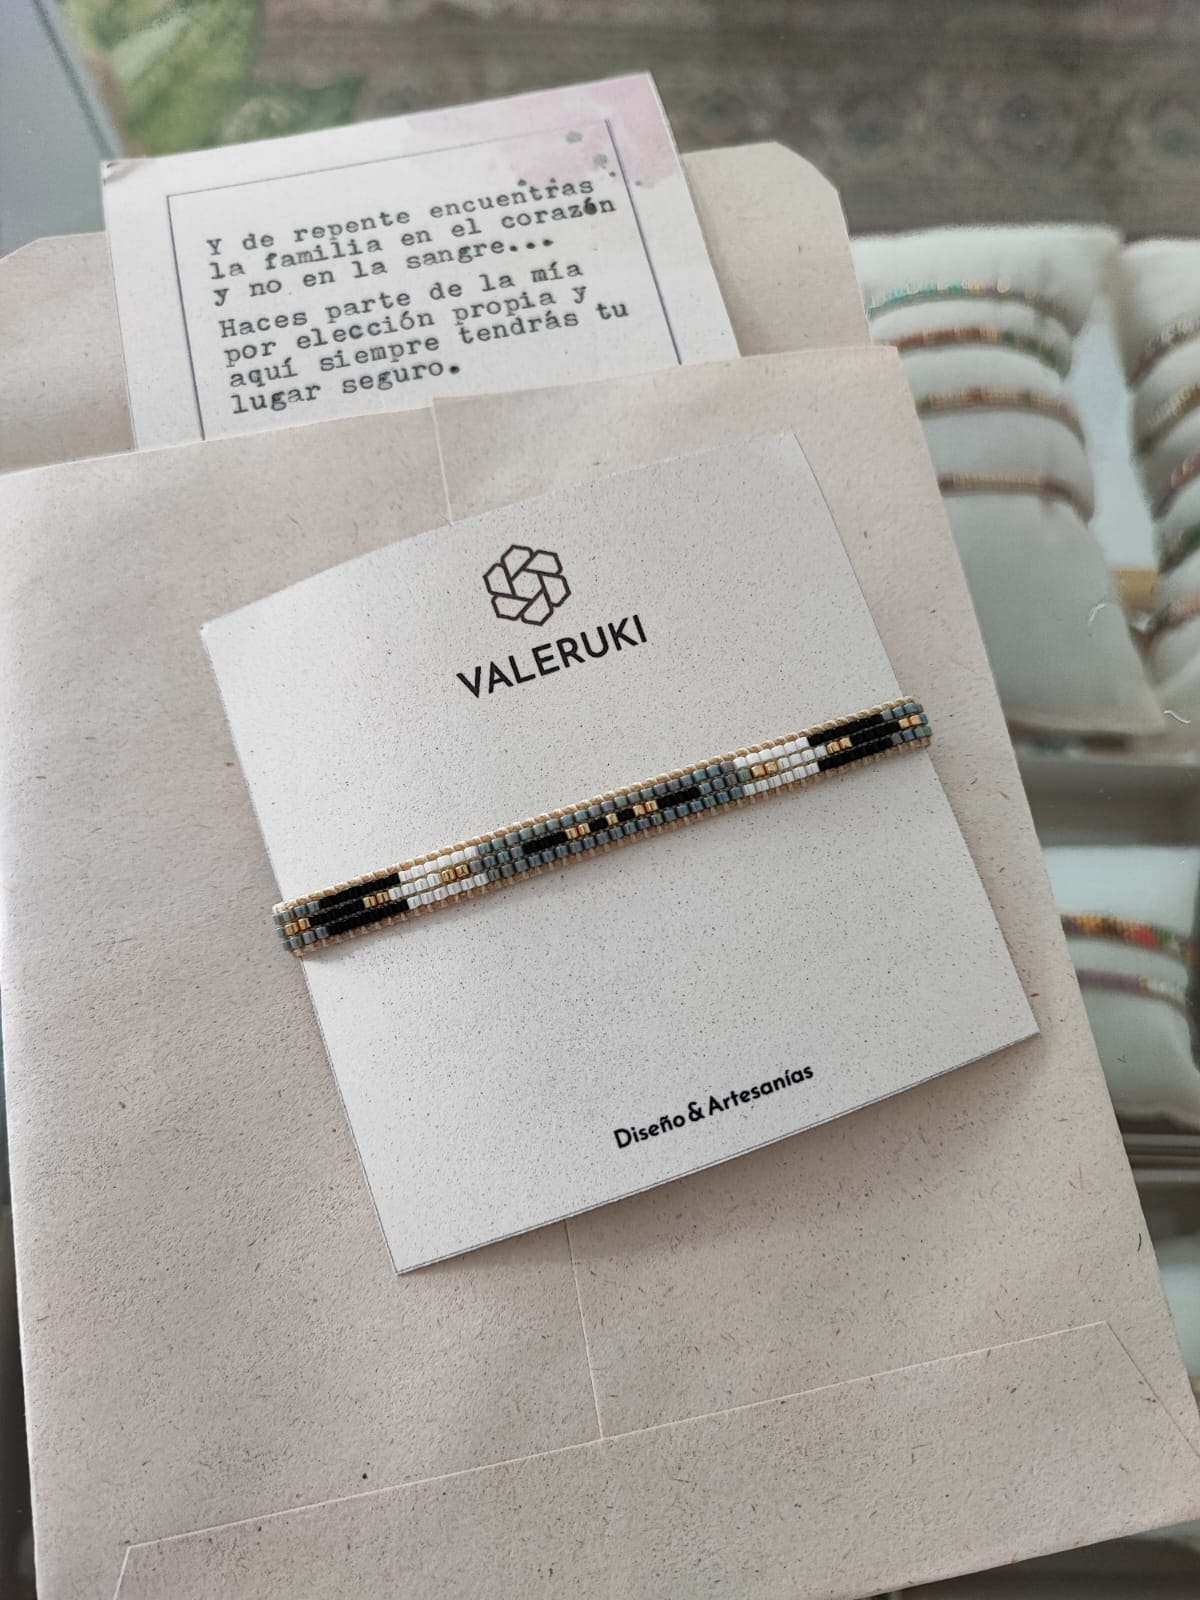 Y de repente encuentras
la familia en el corazón
y no en la sangre...
Haces parte de la mía
por elección propia y
aquí siempre tendrás tu
lugar seguro.
VALERUKI
Diseño & Artesanías